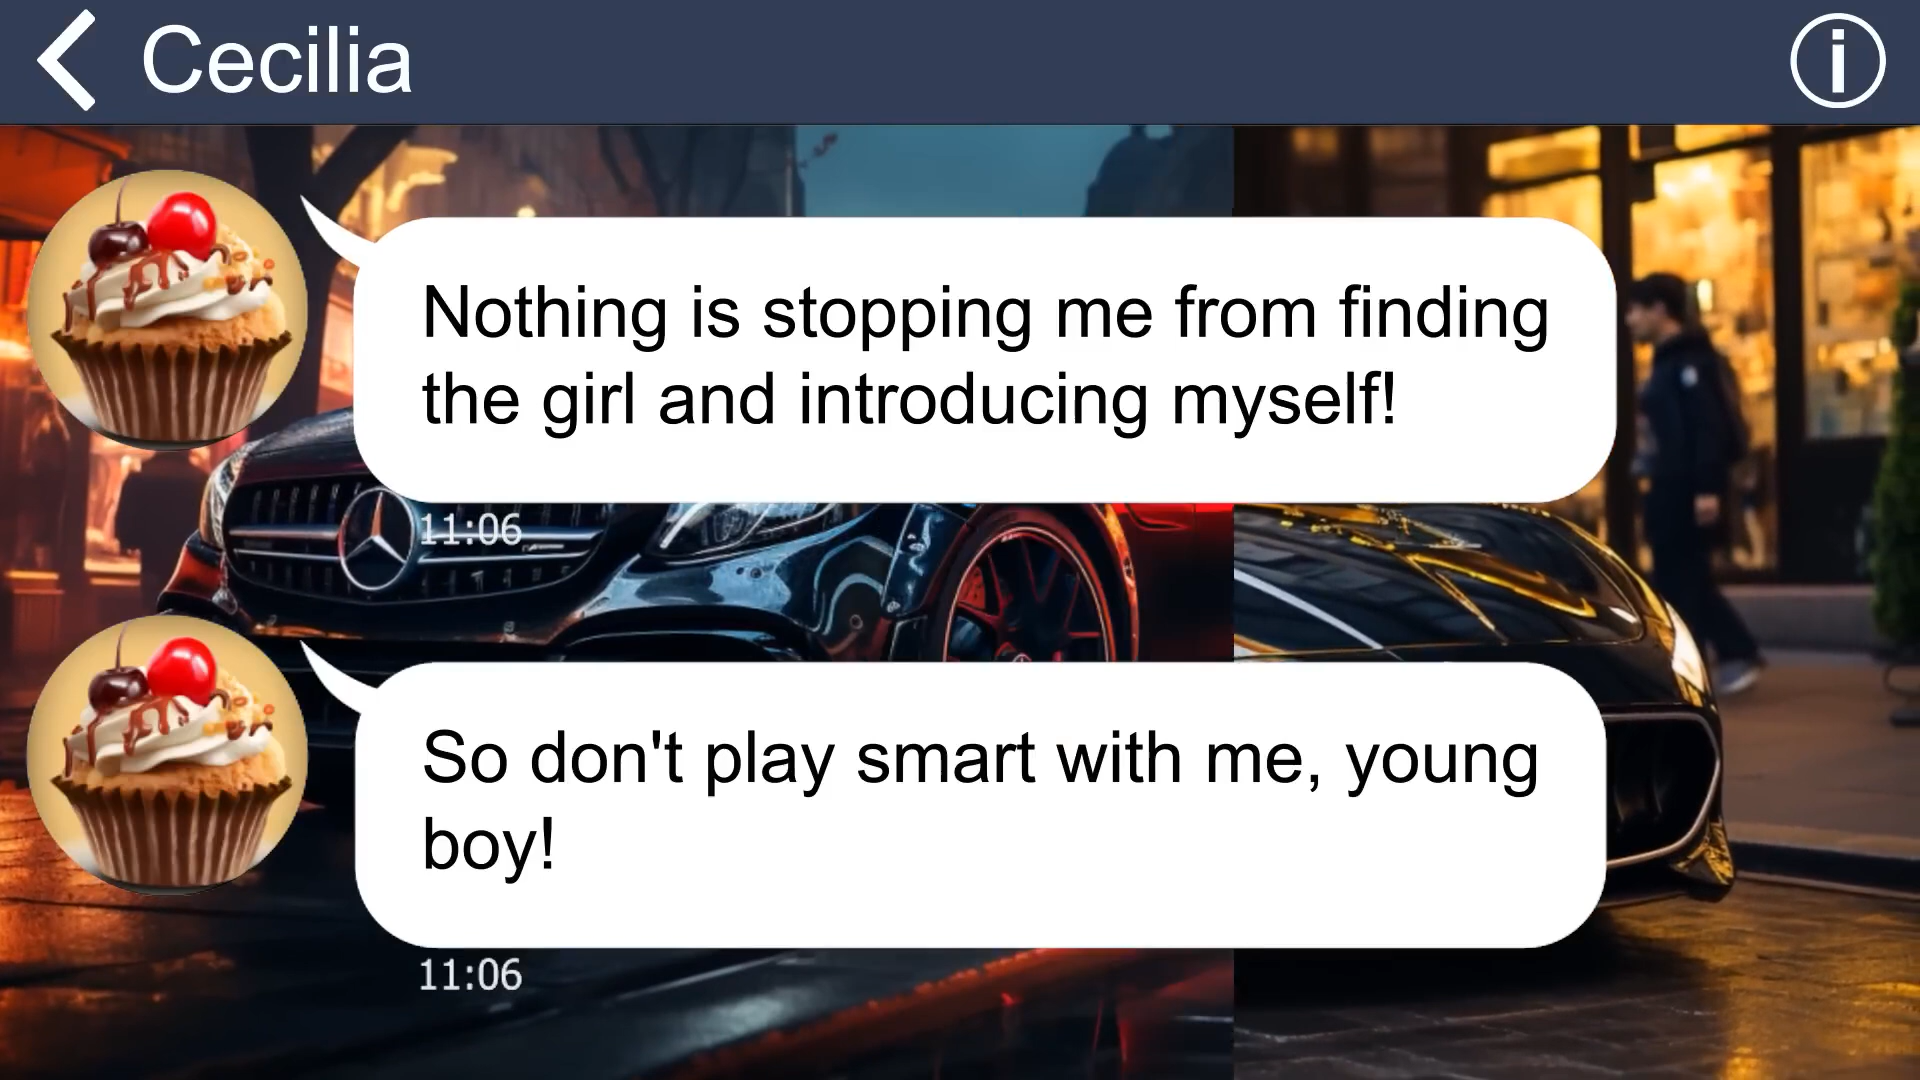 Cecilia
Nothing is stopping me from finding
the girl and introducing myself!
11:06
So don't play smart with me, young
boy!
11:06